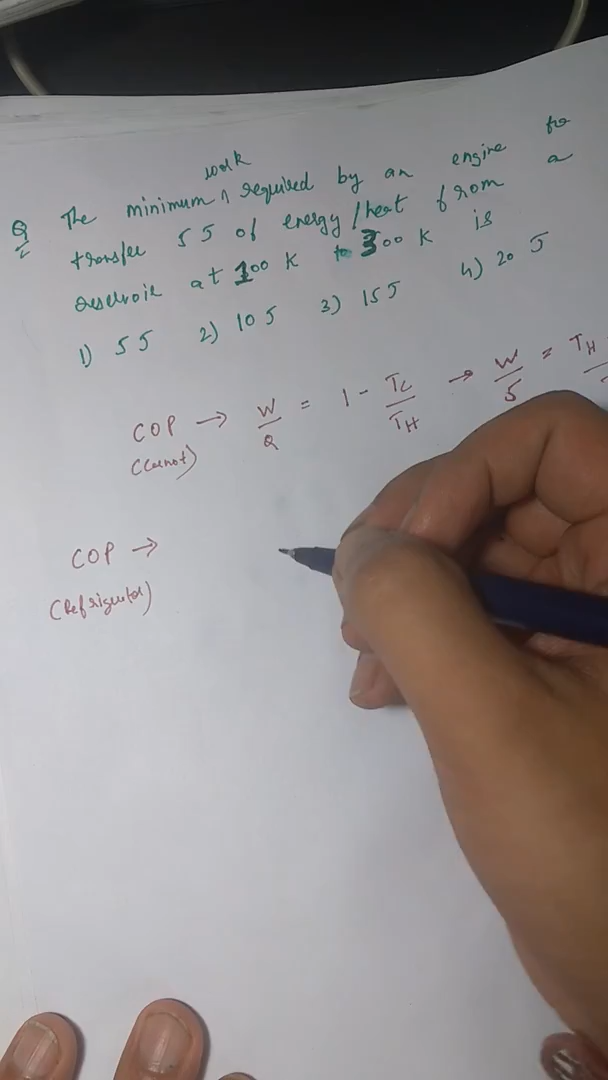 Q The minimum ^ work required by an engine to
transfer 5 J of energy / heat from a
reservoir at 100 K to 300 K is
1) 5 J 2) 10 J 3) 15 J 4) 20 J
COP → W/Q = 1 - TL/TH → W/5 = TH
(Carnot)
COP →
(Refrigerator)